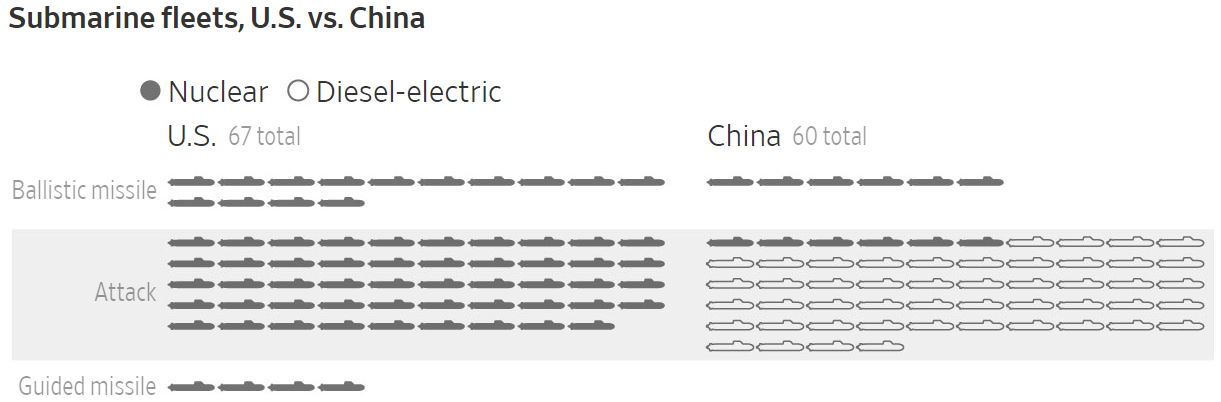 Submarine fleets, U.S. vs. China
Nuclear Diesel-electric
U.S. 67 total China 60 total
Ballistic missile
Attack
Guided missile